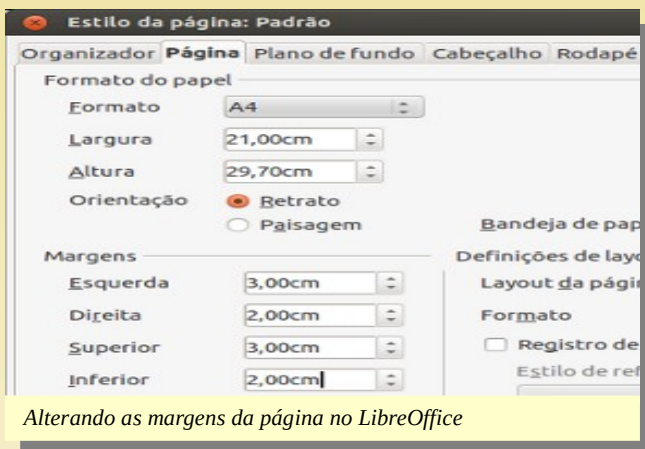 Estilo da página: Padrão
Organizador Página Plano de fundo Cabeçalho Rodapé
Formato do papel
Formato A4
Largura 21,00cm
Altura 29,70cm
Orientação Retrato
Paisagem Bandeja de pap
Margens Definições de layo
Esquerda 3,00cm Layout da págin
Direita 2,00cm Formato
Superior 3,00cm Registro de
Inferior 2,00cm Estilo de ref
Alterando as margens da página no LibreOffice